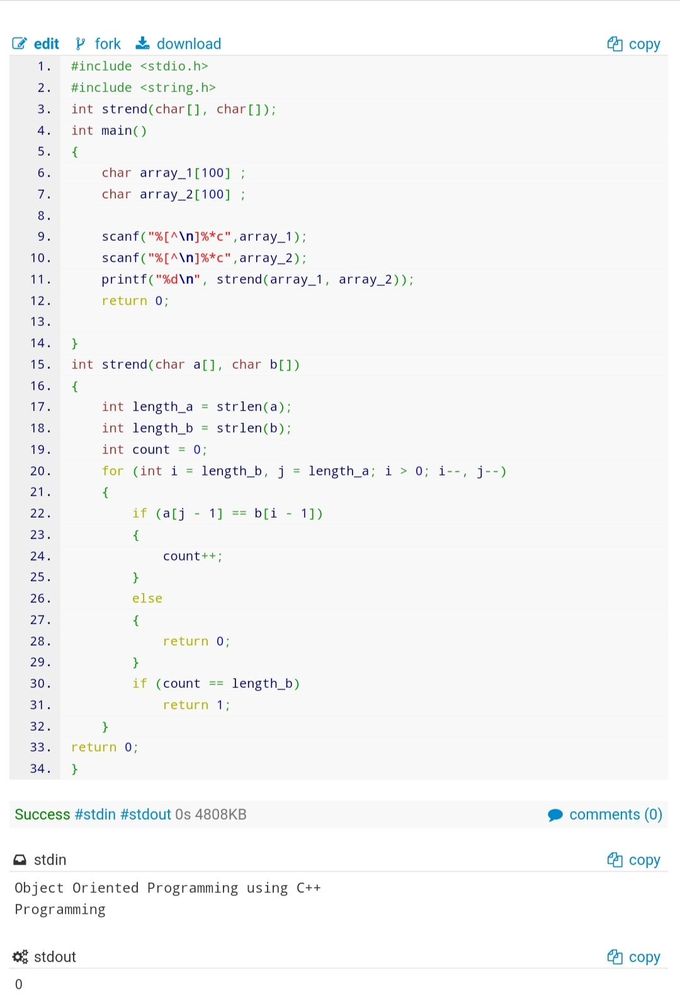 edit fork download copy
1. #include <stdio.h>
2. #include <string.h>
3. int strend(char[], char[]);
4. int main()
5. {
6.     char array_1[100] ;
7.     char array_2[100] ;
8.
9.     scanf("%[^\n]%*c",array_1);
10.     scanf("%[^\n]%*c",array_2);
11.     printf("%d\n", strend(array_1, array_2));
12.     return 0;
13.
14. }
15. int strend(char a[], char b[])
16. {
17.     int length_a = strlen(a);
18.     int length_b = strlen(b);
19.     int count = 0;
20.     for (int i = length_b, j = length_a; i > 0; i--, j--)
21.     {
22.         if (a[j - 1] == b[i - 1])
23.         {
24.             count++;
25.         }
26.         else
27.         {
28.             return 0;
29.         }
30.         if (count == length_b)
31.             return 1;
32.     }
33. return 0;
34. }
Success #stdin #stdout 0s 4808KB comments (0)
stdin copy
Object Oriented Programming using C++
Programming
stdout copy
0